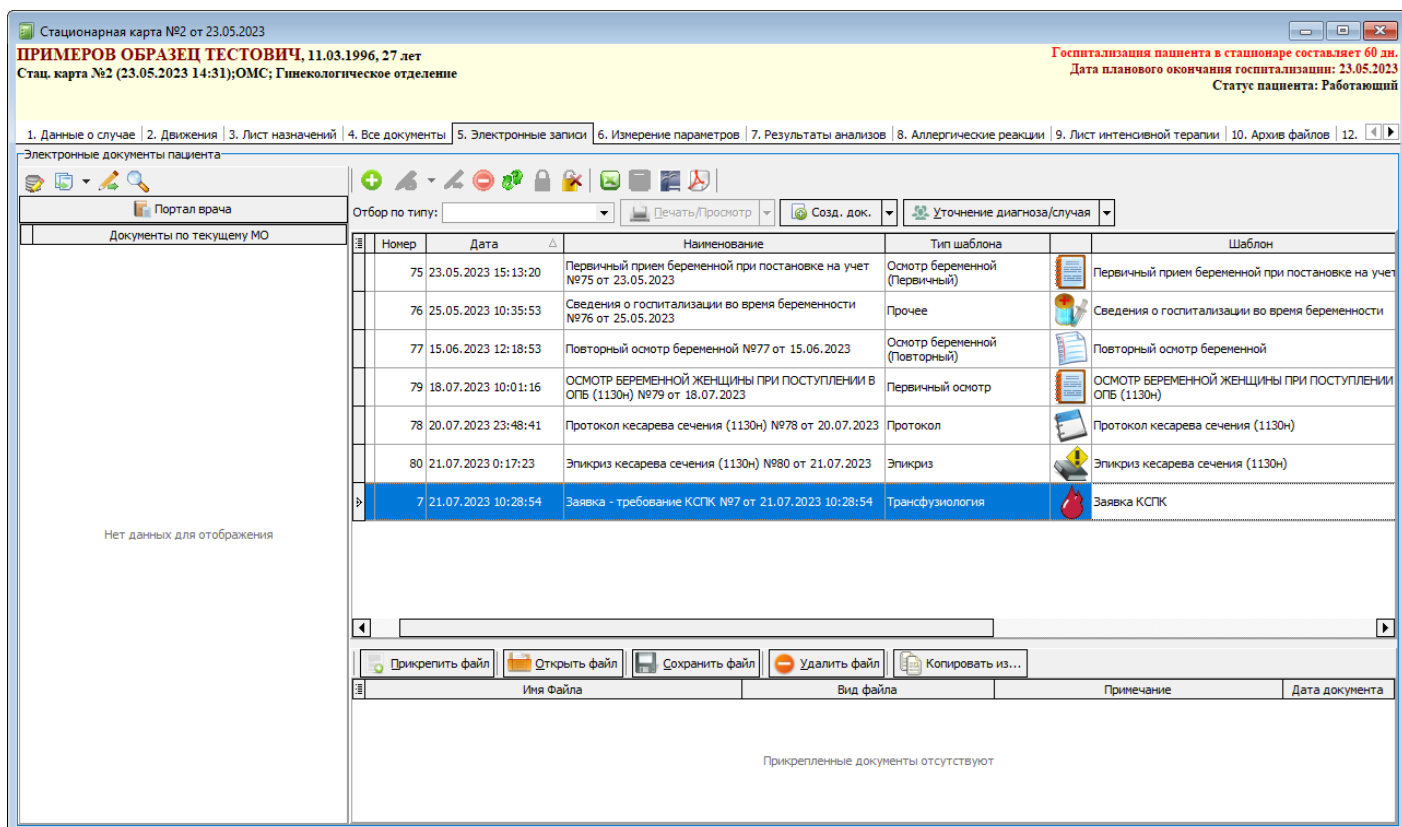 Стационарная карта №2 от 23.05.2023
ПРИМЕРОВ ОБРАЗЕЦ ТЕСТОВИЧ, 11.03.1996, 27 лет
Госпитализация пациента в стационаре составляет 60 дн.
Стац. карта №2 (23.05.2023 14:31);ОМС; Гинекологическое отделение
Дата планового окончания госпитализации: 23.05.2023
Статус пациента: Работающий
1. Данные о случае 2. Движения 3. Лист назначений 4. Все документы 5. Электронные записи 6. Измерение параметров 7. Результаты анализов 8. Аллергические реакции 9. Лист интенсивной терапии 10. Архив файлов 12.
Электронные документы пациента
Портал врача
Отбор по типу: Печать/Просмотр Созд. док. Уточнение диагноза/случая
Документы по текущему МО
Нет данных для отображения
Номер Дата Наименование Тип шаблона Шаблон
75 23.05.2023 15:13:20 Первичный прием беременной при постановке на учет Осмотр беременной Первичный прием беременной при постановке на учет
№75 от 23.05.2023 (Первичный)
76 25.05.2023 10:35:53 Сведения о госпитализации во время беременности Прочее Сведения о госпитализации во время беременности
№76 от 25.05.2023
77 15.06.2023 12:18:53 Повторный осмотр беременной №77 от 15.06.2023 Осмотр беременной Повторный осмотр беременной
(Повторный)
79 18.07.2023 10:01:16 ОСМОТР БЕРЕМЕННОЙ ЖЕНЩИНЫ ПРИ ПОСТУПЛЕНИИ В Первичный осмотр ОСМОТР БЕРЕМЕННОЙ ЖЕНЩИНЫ ПРИ ПОСТУПЛЕНИИ
ОПБ (1130н) №79 от 18.07.2023 ОПБ (1130н)
78 20.07.2023 23:48:41 Протокол кесарева сечения (1130н) №78 от 20.07.2023 Протокол Протокол кесарева сечения (1130н)
80 21.07.2023 0:17:23 Эпикриз кесарева сечения (1130н) №80 от 21.07.2023 Эпикриз Эпикриз кесарева сечения (1130н)
7 21.07.2023 10:28:54 Заявка - требование КСПК №7 от 21.07.2023 10:28:54 Трансфузиология Заявка КСПК
Прикрепить файл Открыть файл Сохранить файл Удалить файл Копировать из...
Имя Файла Вид файла Примечание Дата документа
Прикрепленные документы отсутствуют